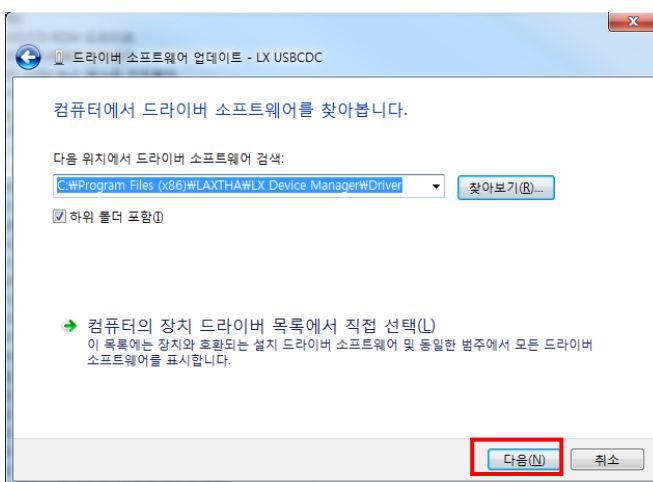 드라이버 소프트웨어 업데이트 - LX USBCDC
컴퓨터에서 드라이버 소프트웨어를 찾아봅니다.
다음 위치에서 드라이버 소프트웨어 검색:
C:₩Program Files (x86)₩LAXTHA₩LX Device Manager₩Driver
찾아보기(R)...
하위 폴더 포함(I)
컴퓨터의 장치 드라이버 목록에서 직접 선택(L)
이 목록에는 장치와 호환되는 설치 드라이버 소프트웨어 및 동일한 범주에서 모든 드라이버
소프트웨어를 표시합니다.
다음(N)
취소